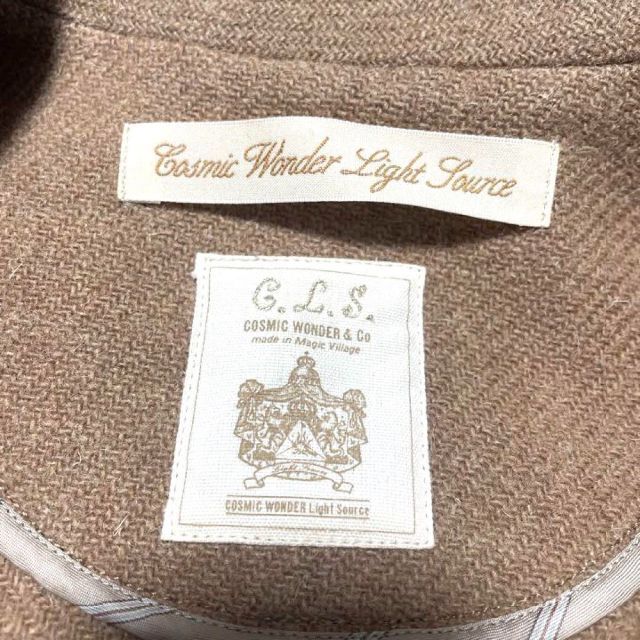 Cosmic Wonder Light Source
C.L.S.
COSMIC WONDER & Co
made in Magic Village
COSMIC WONDER Light Source